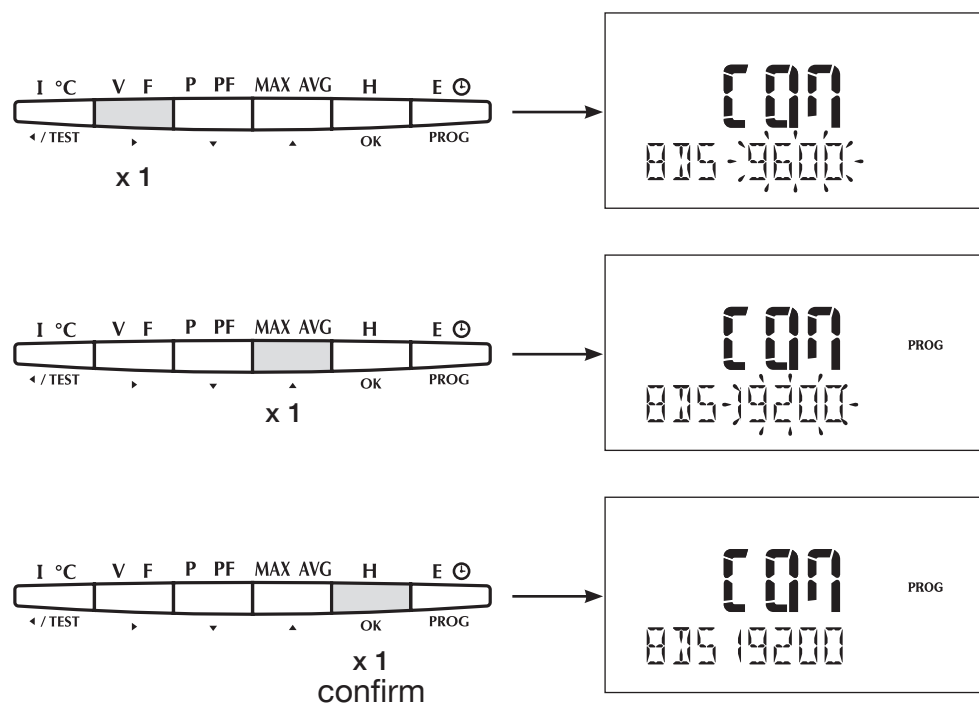 I °C V F P PF MAX AVG H E
COM
◂ / TEST ▸ ▾ ▴ OK PROG
BDS 9600
x 1
I °C V F P PF MAX AVG H E
COM
PROG
◂ / TEST ▸ ▾ ▴ OK PROG
BDS 19200
x 1
I °C V F P PF MAX AVG H E
COM
PROG
◂ / TEST ▸ ▾ ▴ OK PROG
BDS 19200
x 1
confirm